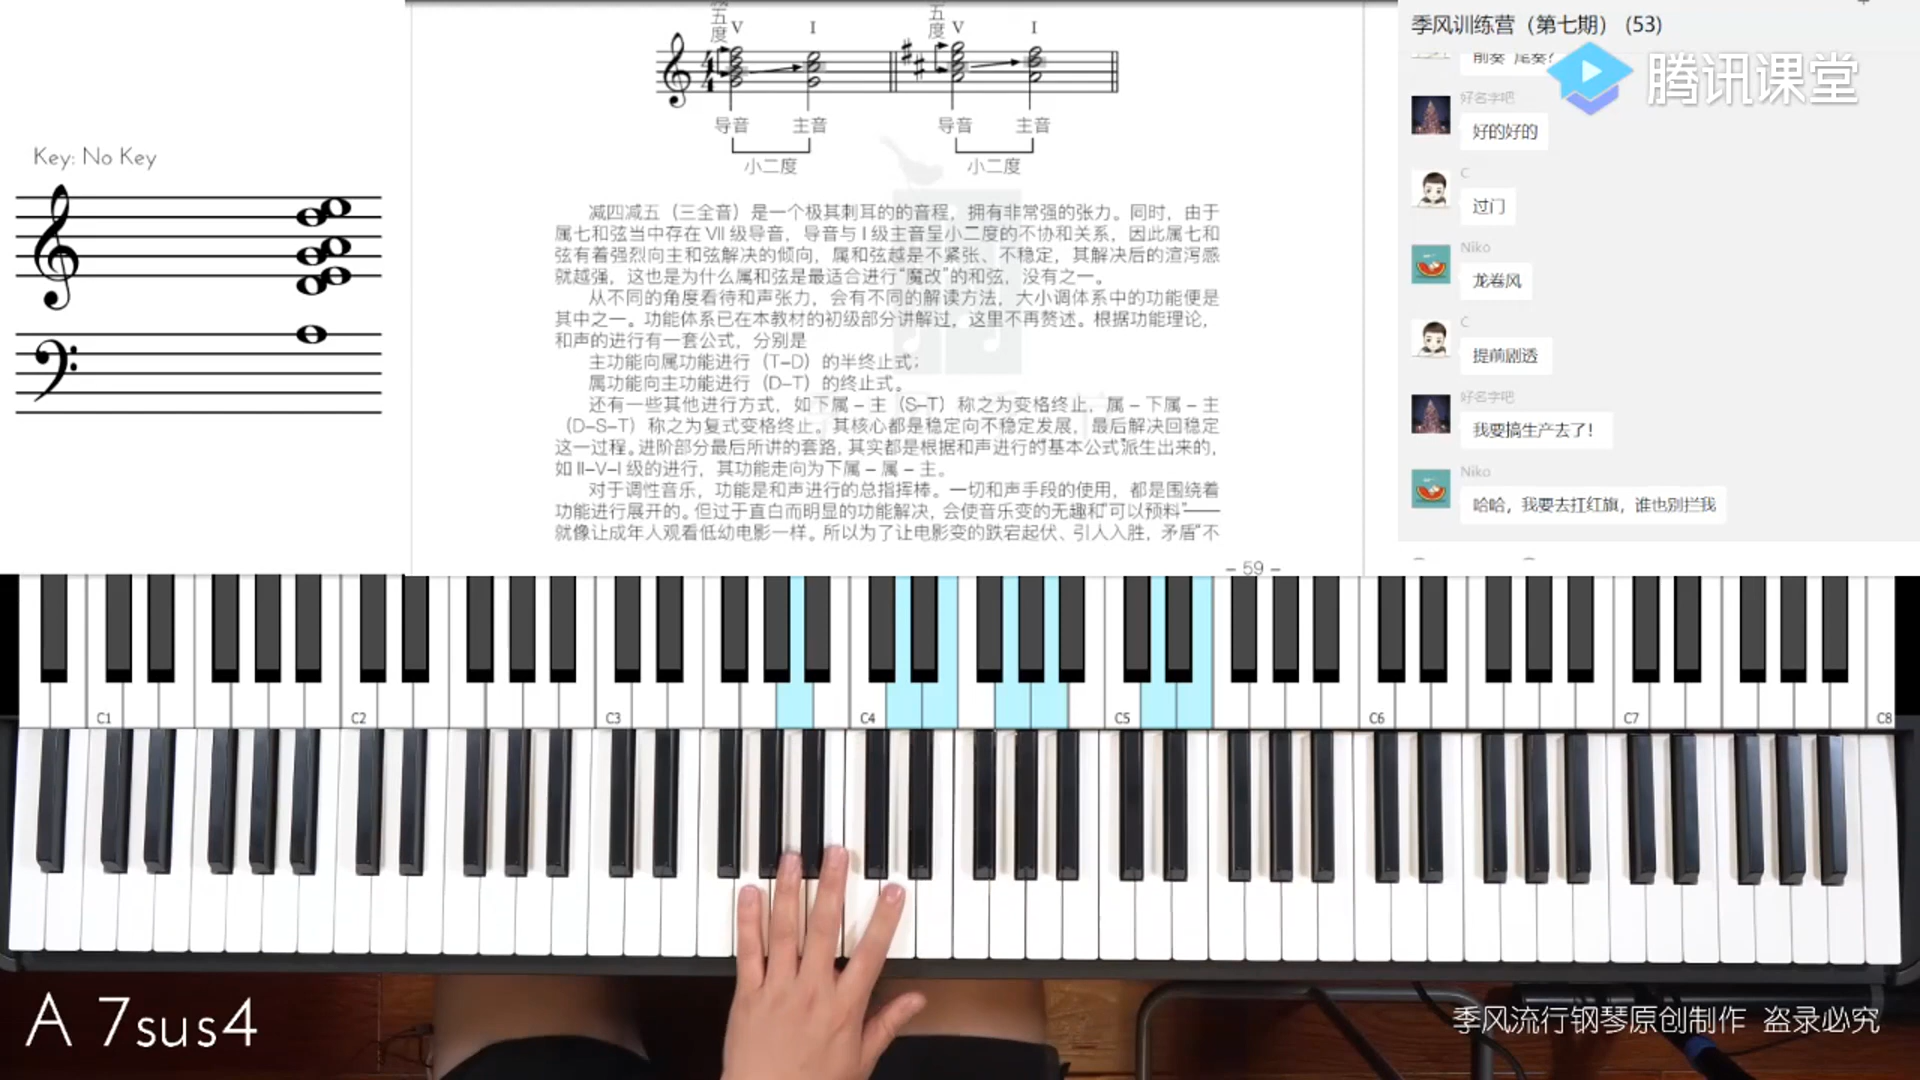 五度 V I
五度 V I
导音 主音 导音 主音
小二度 小二度
减四减五（三全音）是一个极其刺耳的的音程，拥有非常强的张力。同时，由于
属七和弦当中存在 VII 级导音，导音与 I 级主音呈小二度的不协和关系，因此属七和
弦有着强烈向主和弦解决的倾向，属和弦越是不紧张、不稳定，其解决后的宣泻感
就越强，这也是为什么属和弦是最适合进行“魔改”的和弦，没有之一。
从不同的角度看待和声张力，会有不同的解读方法，大小调体系中的功能便是
其中之一。功能体系已在本教材的初级部分讲解过，这里不再赘述。根据功能理论，
和声的进行有一套公式，分别是
主功能向属功能进行（T-D）的半终止式；
属功能向主功能进行（D-T）的终止式。
还有一些其他进行方式，如下属－主（S-T）称之为变格终止，属－下属－主
（D-S-T）称之为复式变格终止。其核心都是稳定向不稳定发展，最后解决回稳定
这一过程。进阶部分最后所讲的套路，其实都是根据和声进行的“基本公式”派生出来的，
如 II-V-I 级的进行，其功能走向为下属－属－主。
对于调性音乐，功能是和声进行的总指挥棒。一切和声手段的使用，都是围绕着
功能进行展开的。但过于直白而明显的功能解决，会使音乐变的无趣和“可以预料”——
就像让成年人观看低幼电影一样。所以为了让电影变的跌宕起伏、引人入胜，矛盾“不
- 59 -
Key: No Key
季风训练营（第七期）(53)
前奏 尾奏?
腾讯课堂
好名字吧
好的好的
C
过门
Niko
龙卷风
C
提前剧透
好名字吧
我要搞生产去了！
Niko
哈哈，我要去扛红旗，谁也别拦我
C1 C2 C3 C4 C5 C6 C7 C8
A 7sus4
季风流行钢琴原创制作 盗录必究